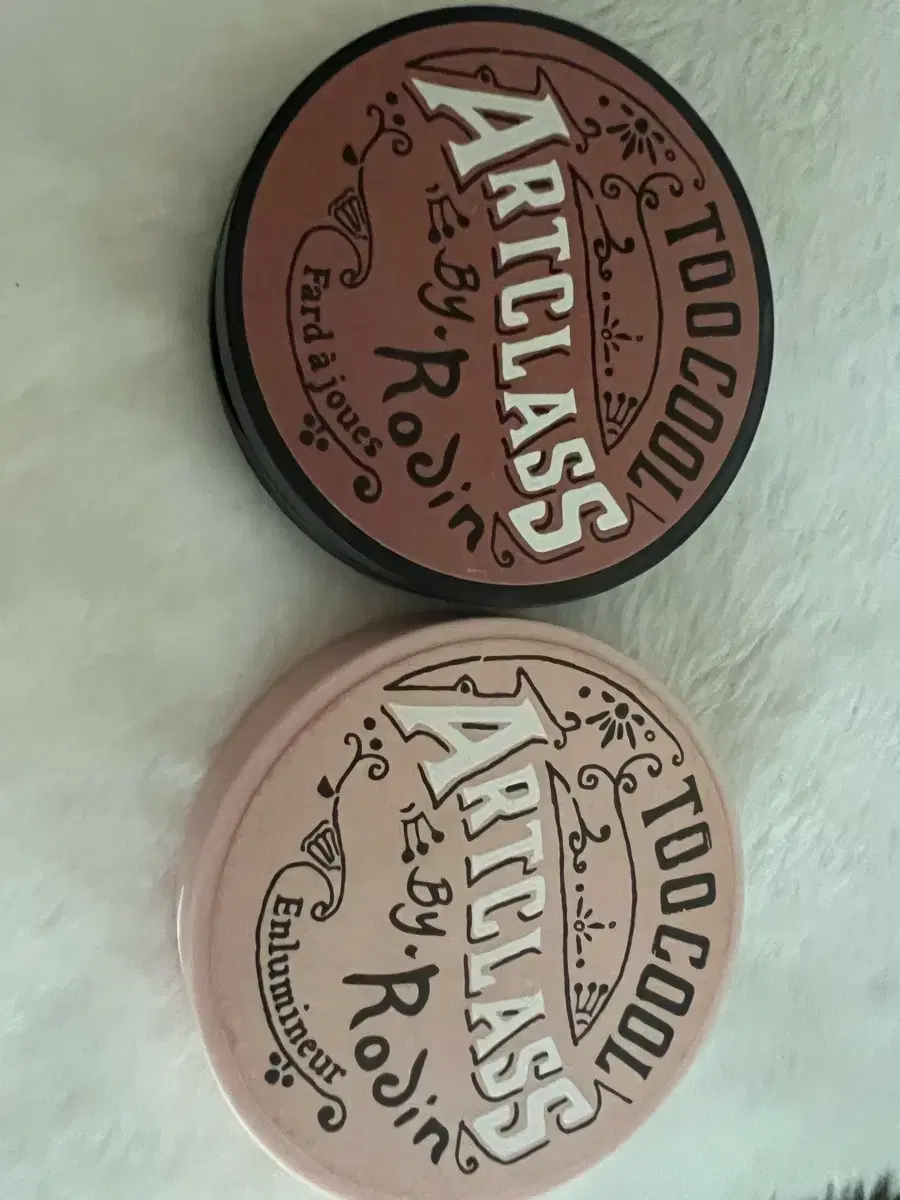 TOO COOL
ARTCLASS
By. Rodin
Fard à joues
TOO COOL
ARTCLASS
By. Rodin
Enlumineur